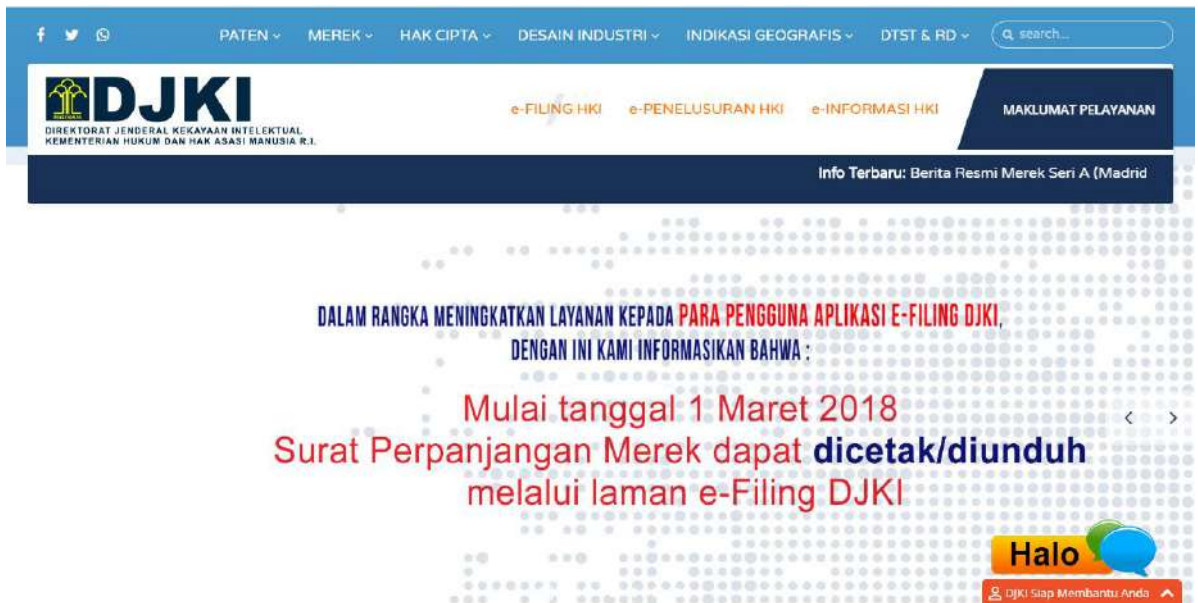 PATEN MEREK HAK CIPTA DESAIN INDUSTRI INDIKASI GEOGRAFIS DTST & RD search...
DJKI
DIREKTORAT JENDERAL KEKAYAAN INTELEKTUAL
KEMENTERIAN HUKUM DAN HAK ASASI MANUSIA R.I.
e-FILING HKI e-PENELUSURAN HKI e-INFORMASI HKI MAKLUMAT PELAYANAN
Info Terbaru: Berita Resmi Merek Seri A (Madrid
DALAM RANGKA MENINGKATKAN LAYANAN KEPADA PARA PENGGUNA APLIKASI E-FILING DJKI,
DENGAN INI KAMI INFORMASIKAN BAHWA :
Mulai tanggal 1 Maret 2018
Surat Perpanjangan Merek dapat dicetak/diunduh
melalui laman e-Filing DJKI
Halo
DJKI Siap Membantu Anda